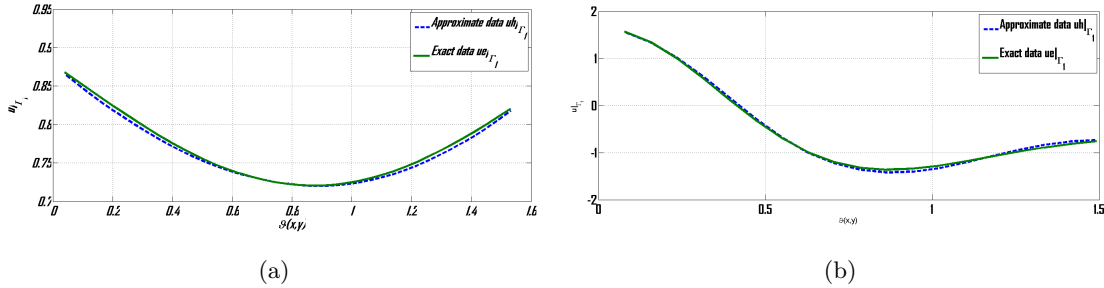 0.95
0.9
0.85
0.8
0.75
0.7
u|Γ1
0 0.2 0.4 0.6 0.8 1 1.2 1.4 1.6
ϑ(x,y)
Approximate data uh|Γ1
Exact data ue|Γ1
(a)
2
1
0
-1
-2
u|Γ1
0 0.5 1 1.5
ϑ(x,y)
Approximate data uh|Γ1
Exact data ue|Γ1
(b)